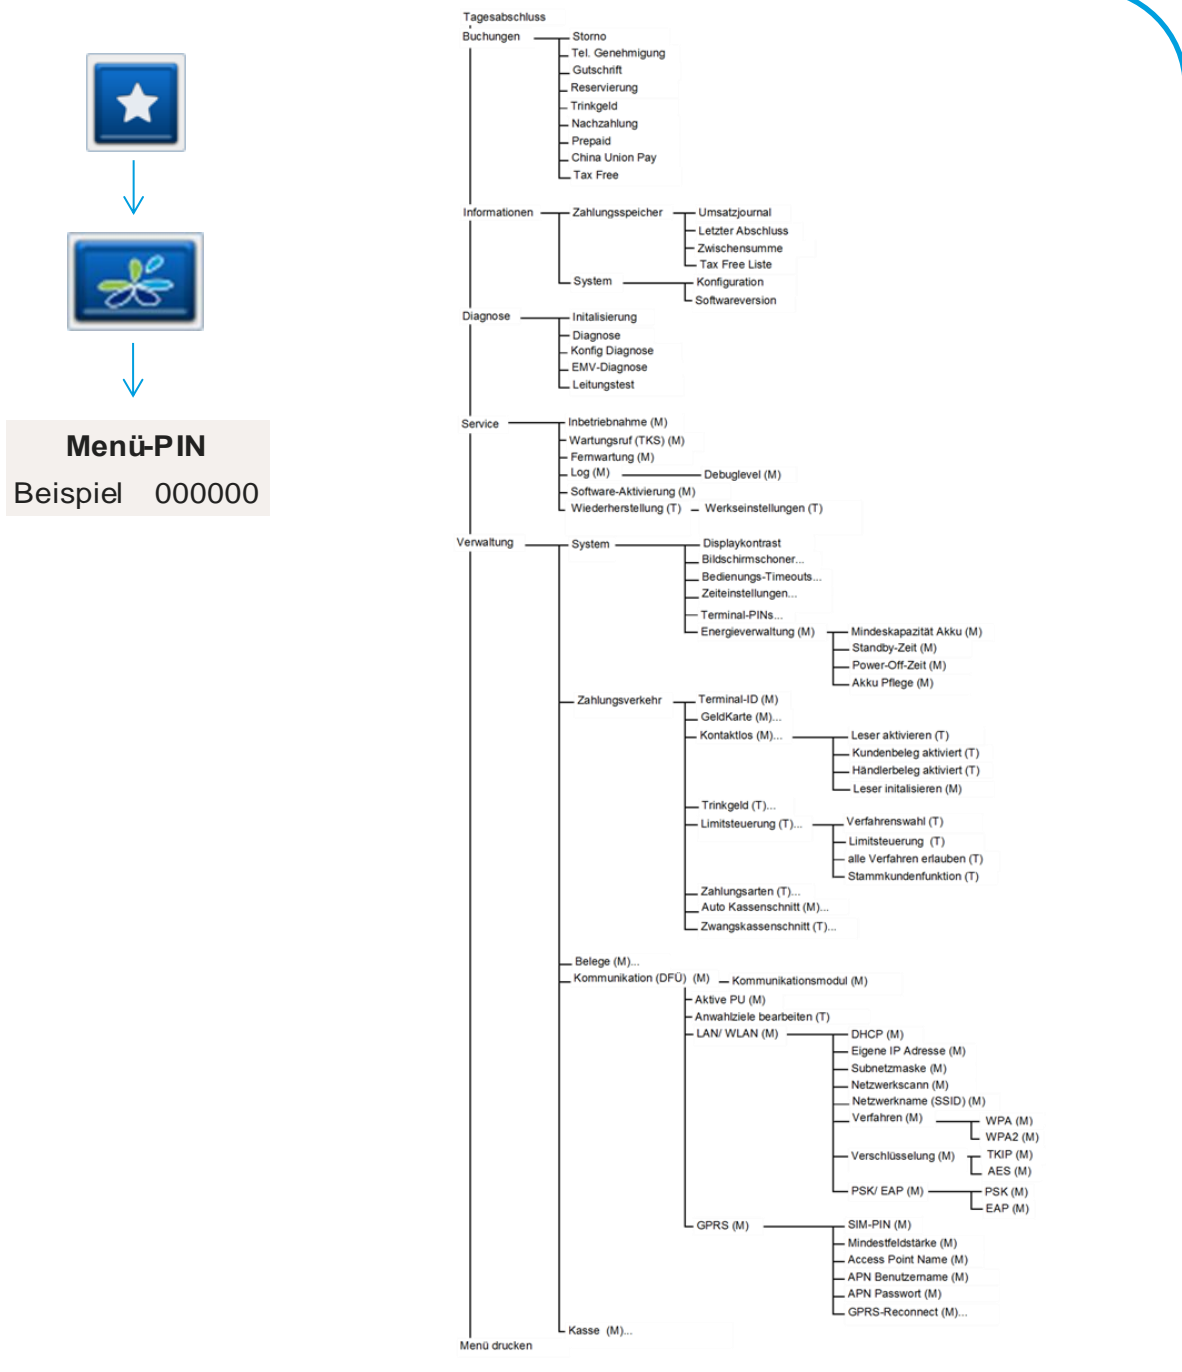 Menü-PIN
Beispiel 000000
Tagesabschluss
Buchungen Storno
Tel. Genehmigung
Gutschrift
Reservierung
Trinkgeld
Nachzahlung
Prepaid
China Union Pay
Tax Free
Informationen Zahlungsspeicher Umsatzjournal
Letzter Abschluss
Zwischensumme
Tax Free Liste
System Konfiguration
Softwareversion
Diagnose Initalisierung
Diagnose
Konfig Diagnose
EMV-Diagnose
Leitungstest
Service Inbetriebnahme (M)
Wartungsruf (TKS) (M)
Fernwartung (M)
Log (M) Debuglevel (M)
Software-Aktivierung (M)
Wiederherstellung (T) Werkseinstellungen (T)
Verwaltung System Displaykontrast
Bildschirmschoner...
Bedienungs-Timeouts...
Zeiteinstellungen...
Terminal-PINs...
Energieverwaltung (M) Mindeskapazität Akku (M)
Standby-Zeit (M)
Power-Off-Zeit (M)
Akku Pflege (M)
Zahlungsverkehr Terminal-ID (M)
GeldKarte (M)...
Kontaktlos (M)... Leser aktivieren (T)
Kundenbeleg aktiviert (T)
Händlerbeleg aktiviert (T)
Leser initalisieren (M)
Trinkgeld (T)...
Limitsteuerung (T)... Verfahrenswahl (T)
Limitsteuerung (T)
alle Verfahren erlauben (T)
Stammkundenfunktion (T)
Zahlungsarten (T)...
Auto Kassenschnitt (M)...
Zwangskassenschnitt (T)...
Belege (M)...
Kommunikation (DFÜ) (M) Kommunikationsmodul (M)
Aktive PU (M)
Anwahlziele bearbeiten (T)
LAN/ WLAN (M) DHCP (M)
Eigene IP Adresse (M)
Subnetzmaske (M)
Netzwerkscann (M)
Netzwerkname (SSID) (M)
Verfahren (M) WPA (M)
WPA2 (M)
Verschlüsselung (M) TKIP (M)
AES (M)
PSK/ EAP (M) PSK (M)
EAP (M)
GPRS (M) SIM-PIN (M)
Mindestfeldstärke (M)
Access Point Name (M)
APN Benutzername (M)
APN Passwort (M)
GPRS-Reconnect (M)...
Kasse (M)...
Menü drucken